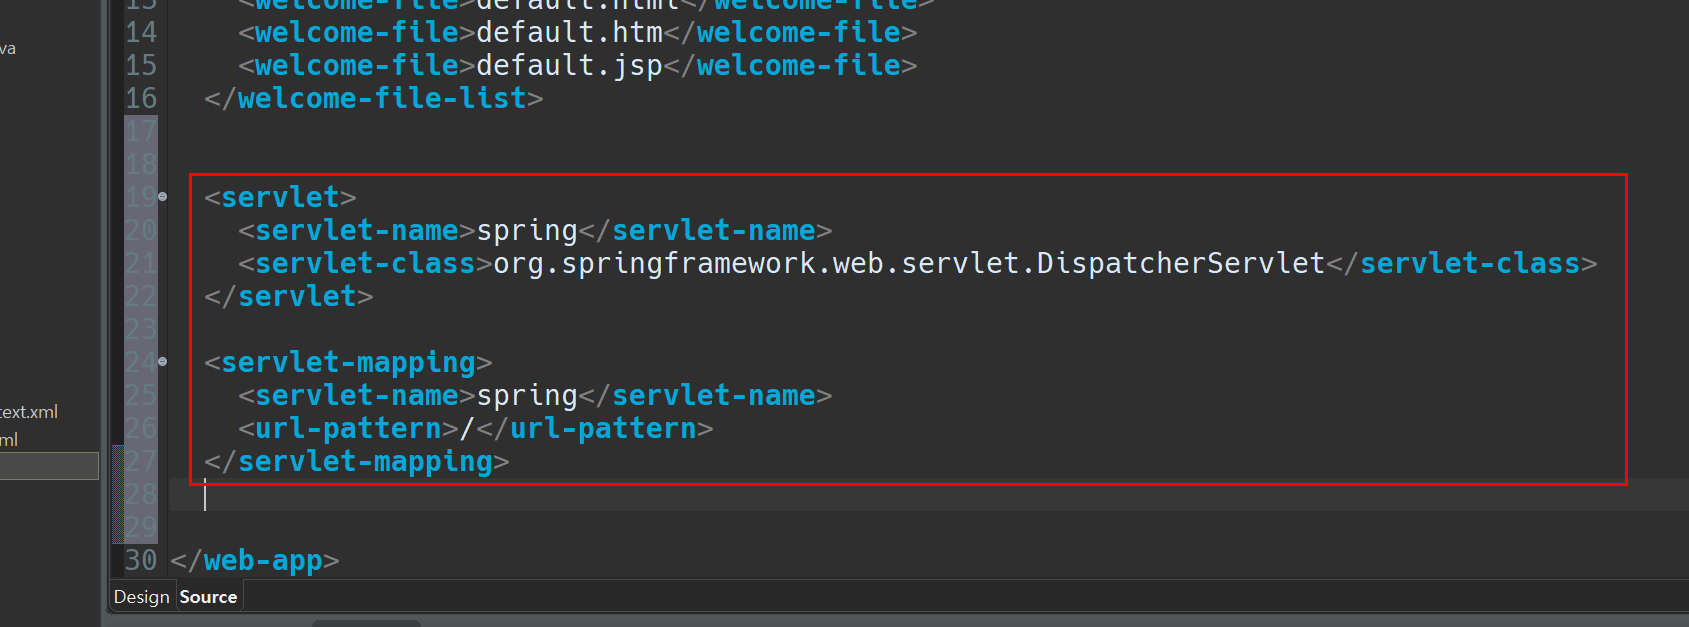 13 <welcome-file>default.html</welcome-file>
14 <welcome-file>default.htm</welcome-file>
va
15 <welcome-file>default.jsp</welcome-file>
16 </welcome-file-list>
17
18
19 <servlet>
20 <servlet-name>spring</servlet-name>
21 <servlet-class>org.springframework.web.servlet.DispatcherServlet</servlet-class>
22 </servlet>
23
24 <servlet-mapping>
25 <servlet-name>spring</servlet-name>
text.xml
26 <url-pattern>/</url-pattern>
ml
27 </servlet-mapping>
28
29
30 </web-app>
Design Source